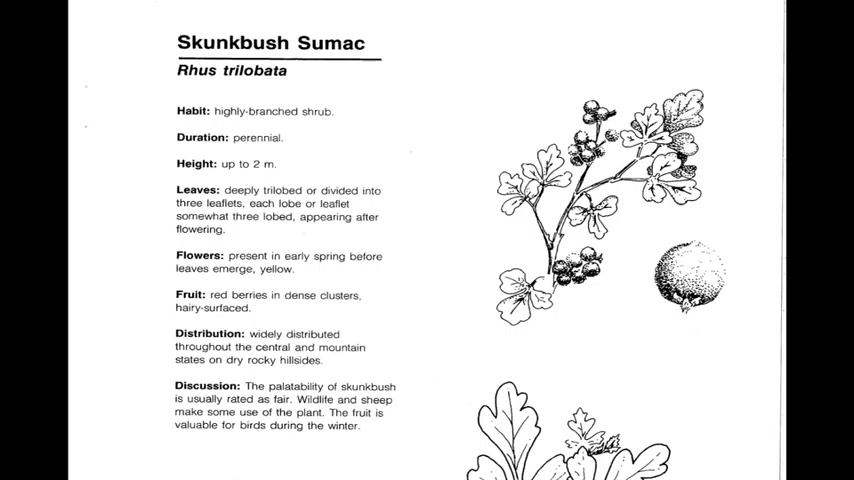 Skunkbush Sumac
Rhus trilobata
Habit: highly-branched shrub.
Duration: perennial.
Height: up to 2 m.
Leaves: deeply trilobed or divided into
three leaflets, each lobe or leaflet
somewhat three lobed, appearing after
flowering.
Flowers: present in early spring before
leaves emerge, yellow.
Fruit: red berries in dense clusters,
hairy-surfaced.
Distribution: widely distributed
throughout the central and mountain
states on dry rocky hillsides.
Discussion: The palatability of skunkbush
is usually rated as fair. Wildlife and sheep
make some use of the plant. The fruit is
valuable for birds during the winter.